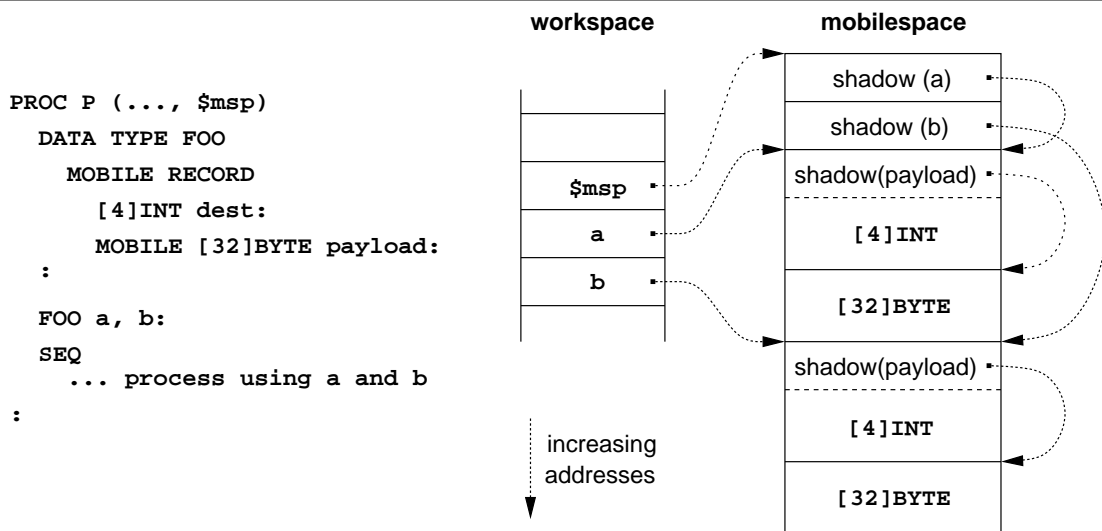 workspace
mobilespace
PROC P (..., $msp)
DATA TYPE FOO
MOBILE RECORD
[4]INT dest:
MOBILE [32]BYTE payload:
:
FOO a, b:
SEQ
... process using a and b
:
$msp
a
b
increasing
addresses
shadow (a)
shadow (b)
shadow(payload)
[4]INT
[32]BYTE
shadow(payload)
[4]INT
[32]BYTE